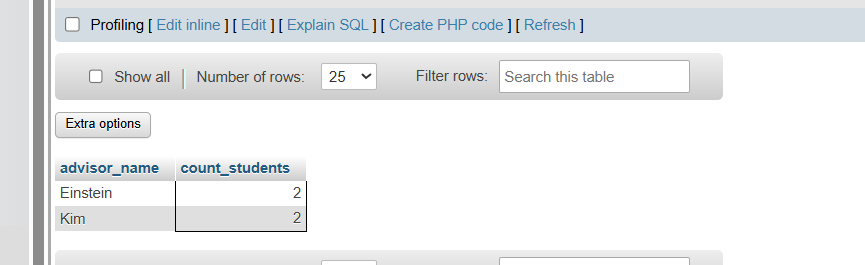 Profiling [ Edit inline ] [ Edit ] [ Explain SQL ] [ Create PHP code ] [ Refresh ]
Show all Number of rows: 25 Filter rows: Search this table
Extra options
advisor_name count_students
Einstein 2
Kim 2